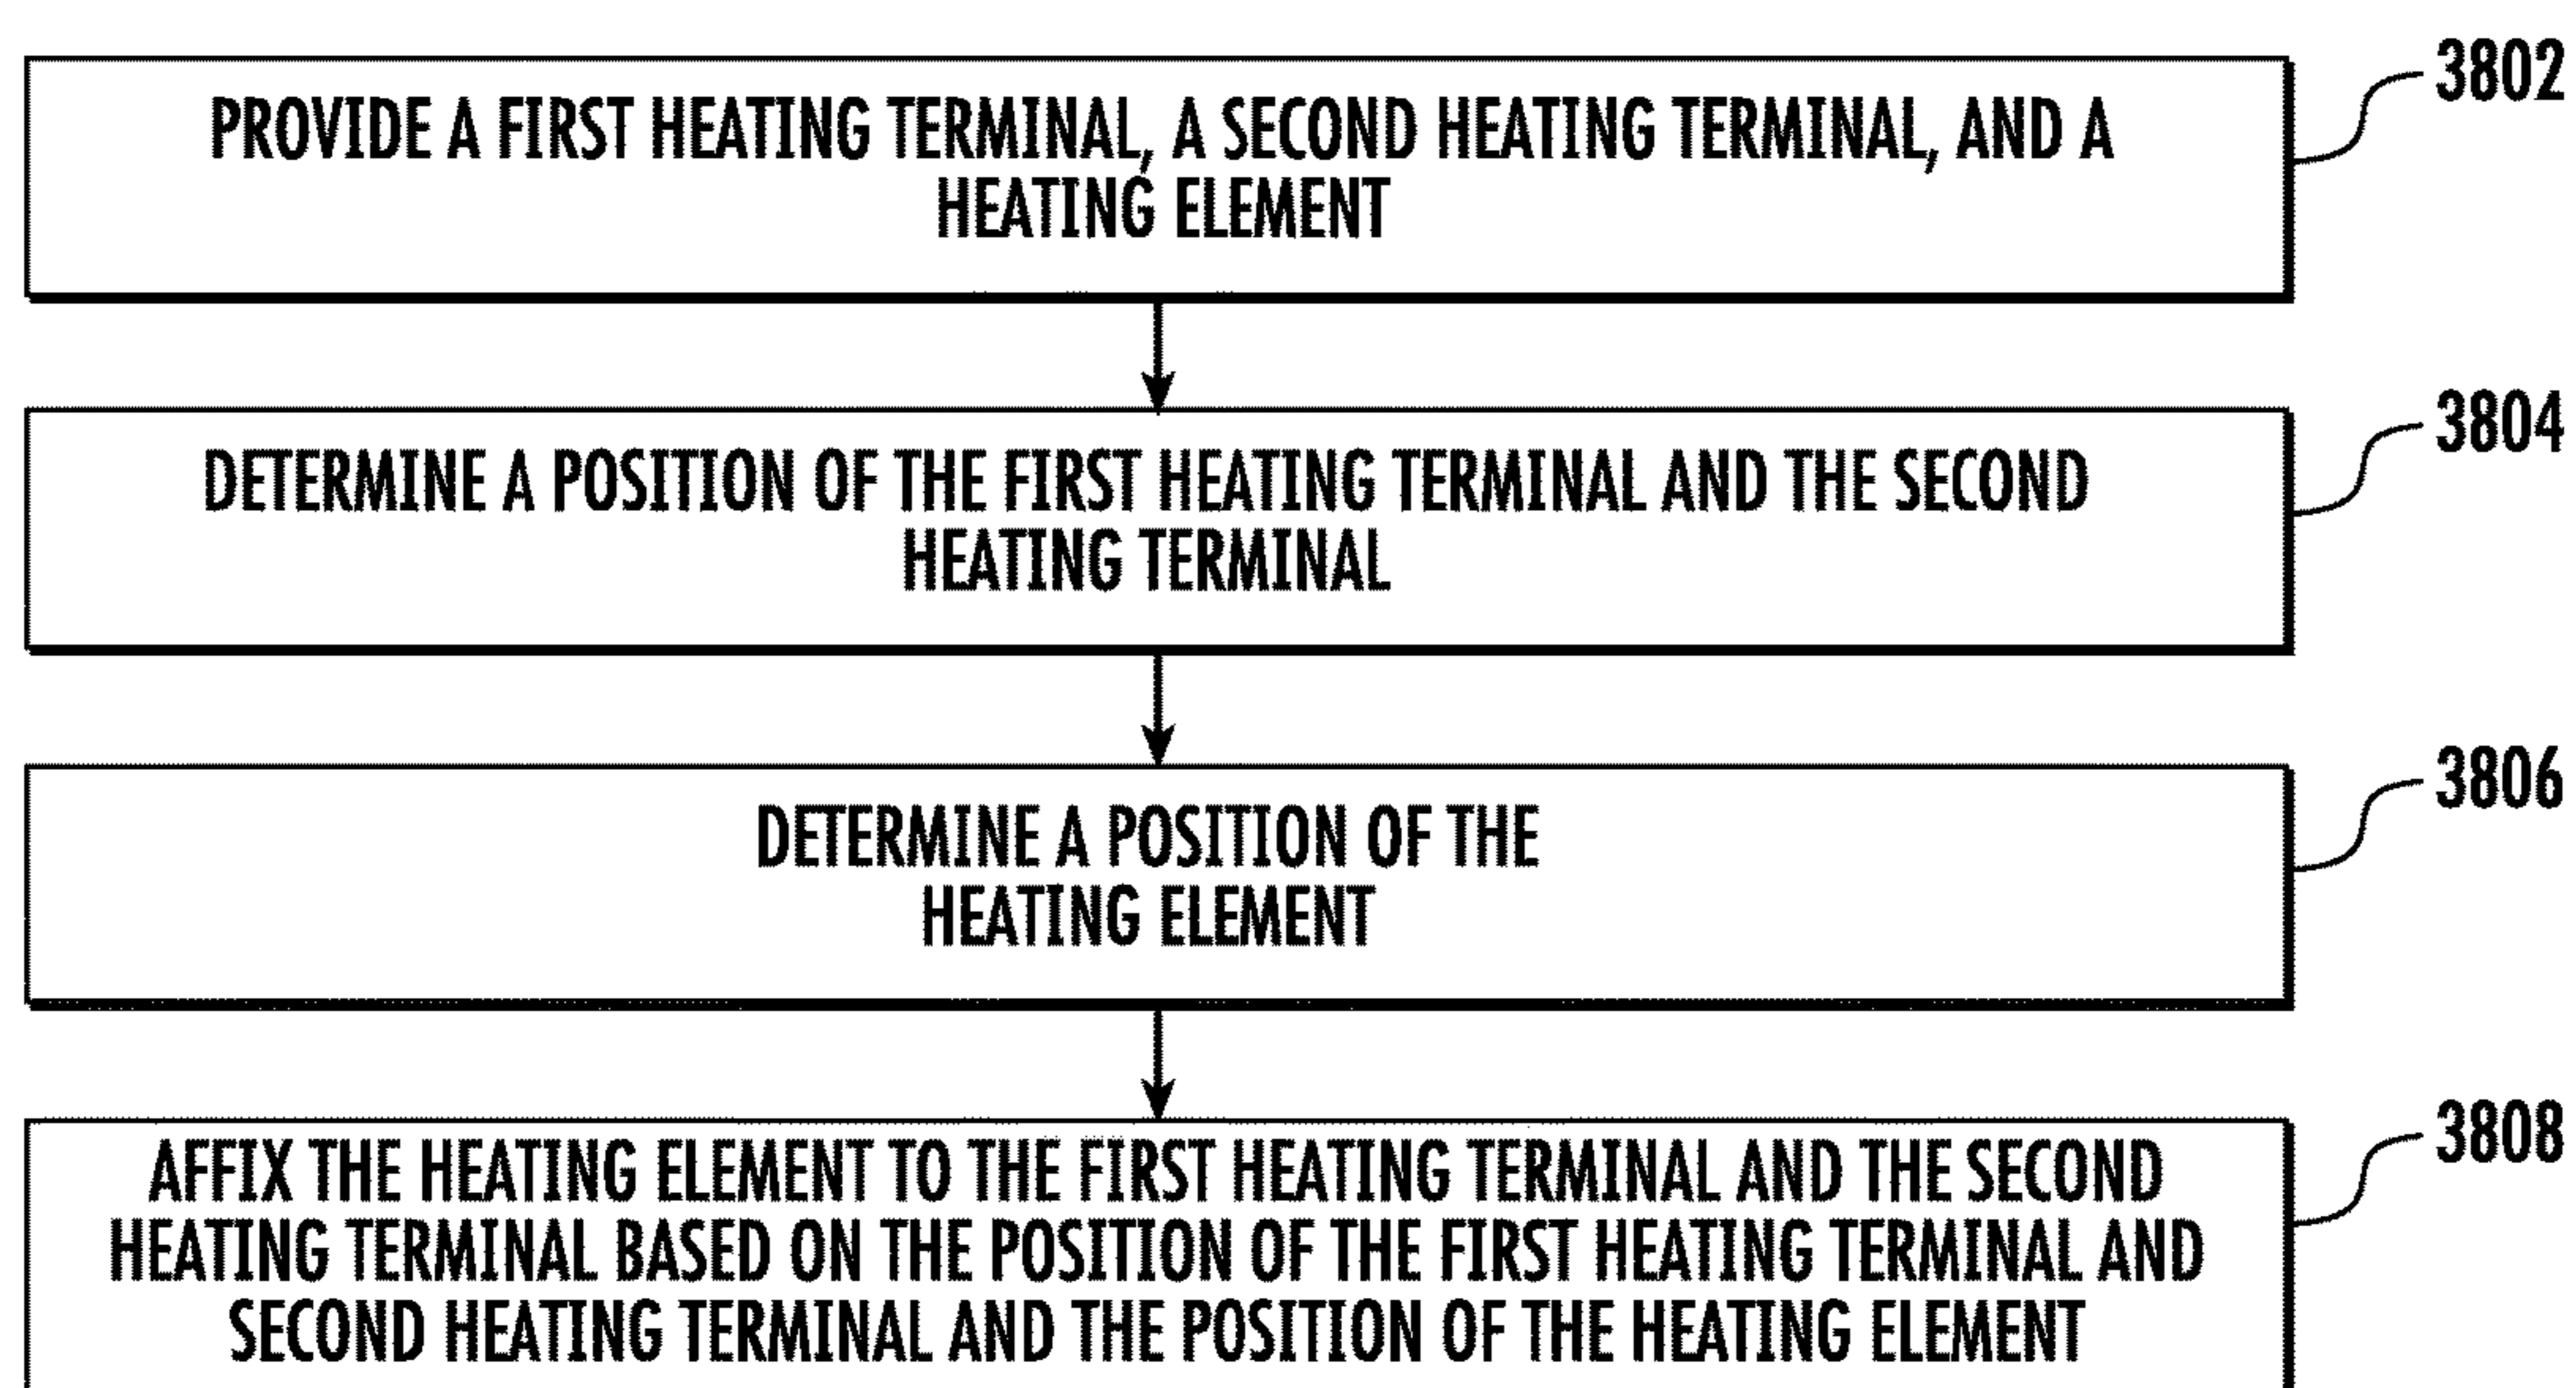 PROVIDE A FIRST HEATING TERMINAL, A SECOND HEATING TERMINAL, AND A
HEATING ELEMENT
3802
DETERMINE A POSITION OF THE FIRST HEATING TERMINAL AND THE SECOND
HEATING TERMINAL
3804
DETERMINE A POSITION OF THE
HEATING ELEMENT
3806
AFFIX THE HEATING ELEMENT TO THE FIRST HEATING TERMINAL AND THE SECOND
HEATING TERMINAL BASED ON THE POSITION OF THE FIRST HEATING TERMINAL AND
SECOND HEATING TERMINAL AND THE POSITION OF THE HEATING ELEMENT
3808